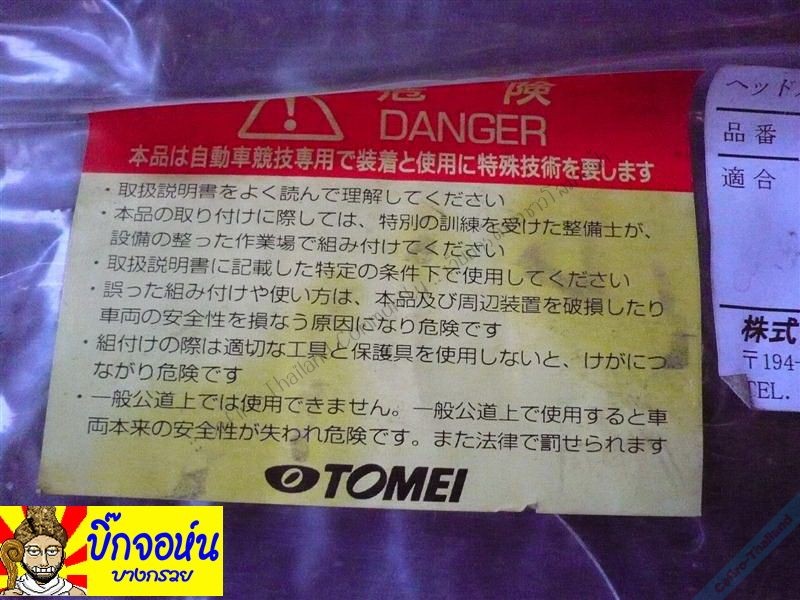 危険
DANGER
本品は自動車競技専用で装着と使用に特殊技術を要します
・取扱説明書をよく読んで理解してください
・本品の取り付けに際しては、特別の訓練を受けた整備士が、
設備の整った作業場で組み付けてください
・取扱説明書に記載した特定の条件下で使用してください
・誤った組み付けや使い方は、本品及び周辺装置を破損したり
車両の安全性を損なう原因になり危険です
・組付けの際は適切な工具と保護具を使用しないと、けがにつ
ながり危険です
・一般公道上では使用できません。一般公道上で使用すると車
両本来の安全性が失われ危険です。また法律で罰せられます
TOMEI
ヘッド
品番
適合
株式
〒194-
TEL.
บิ๊กจอห์น
บางกรวย